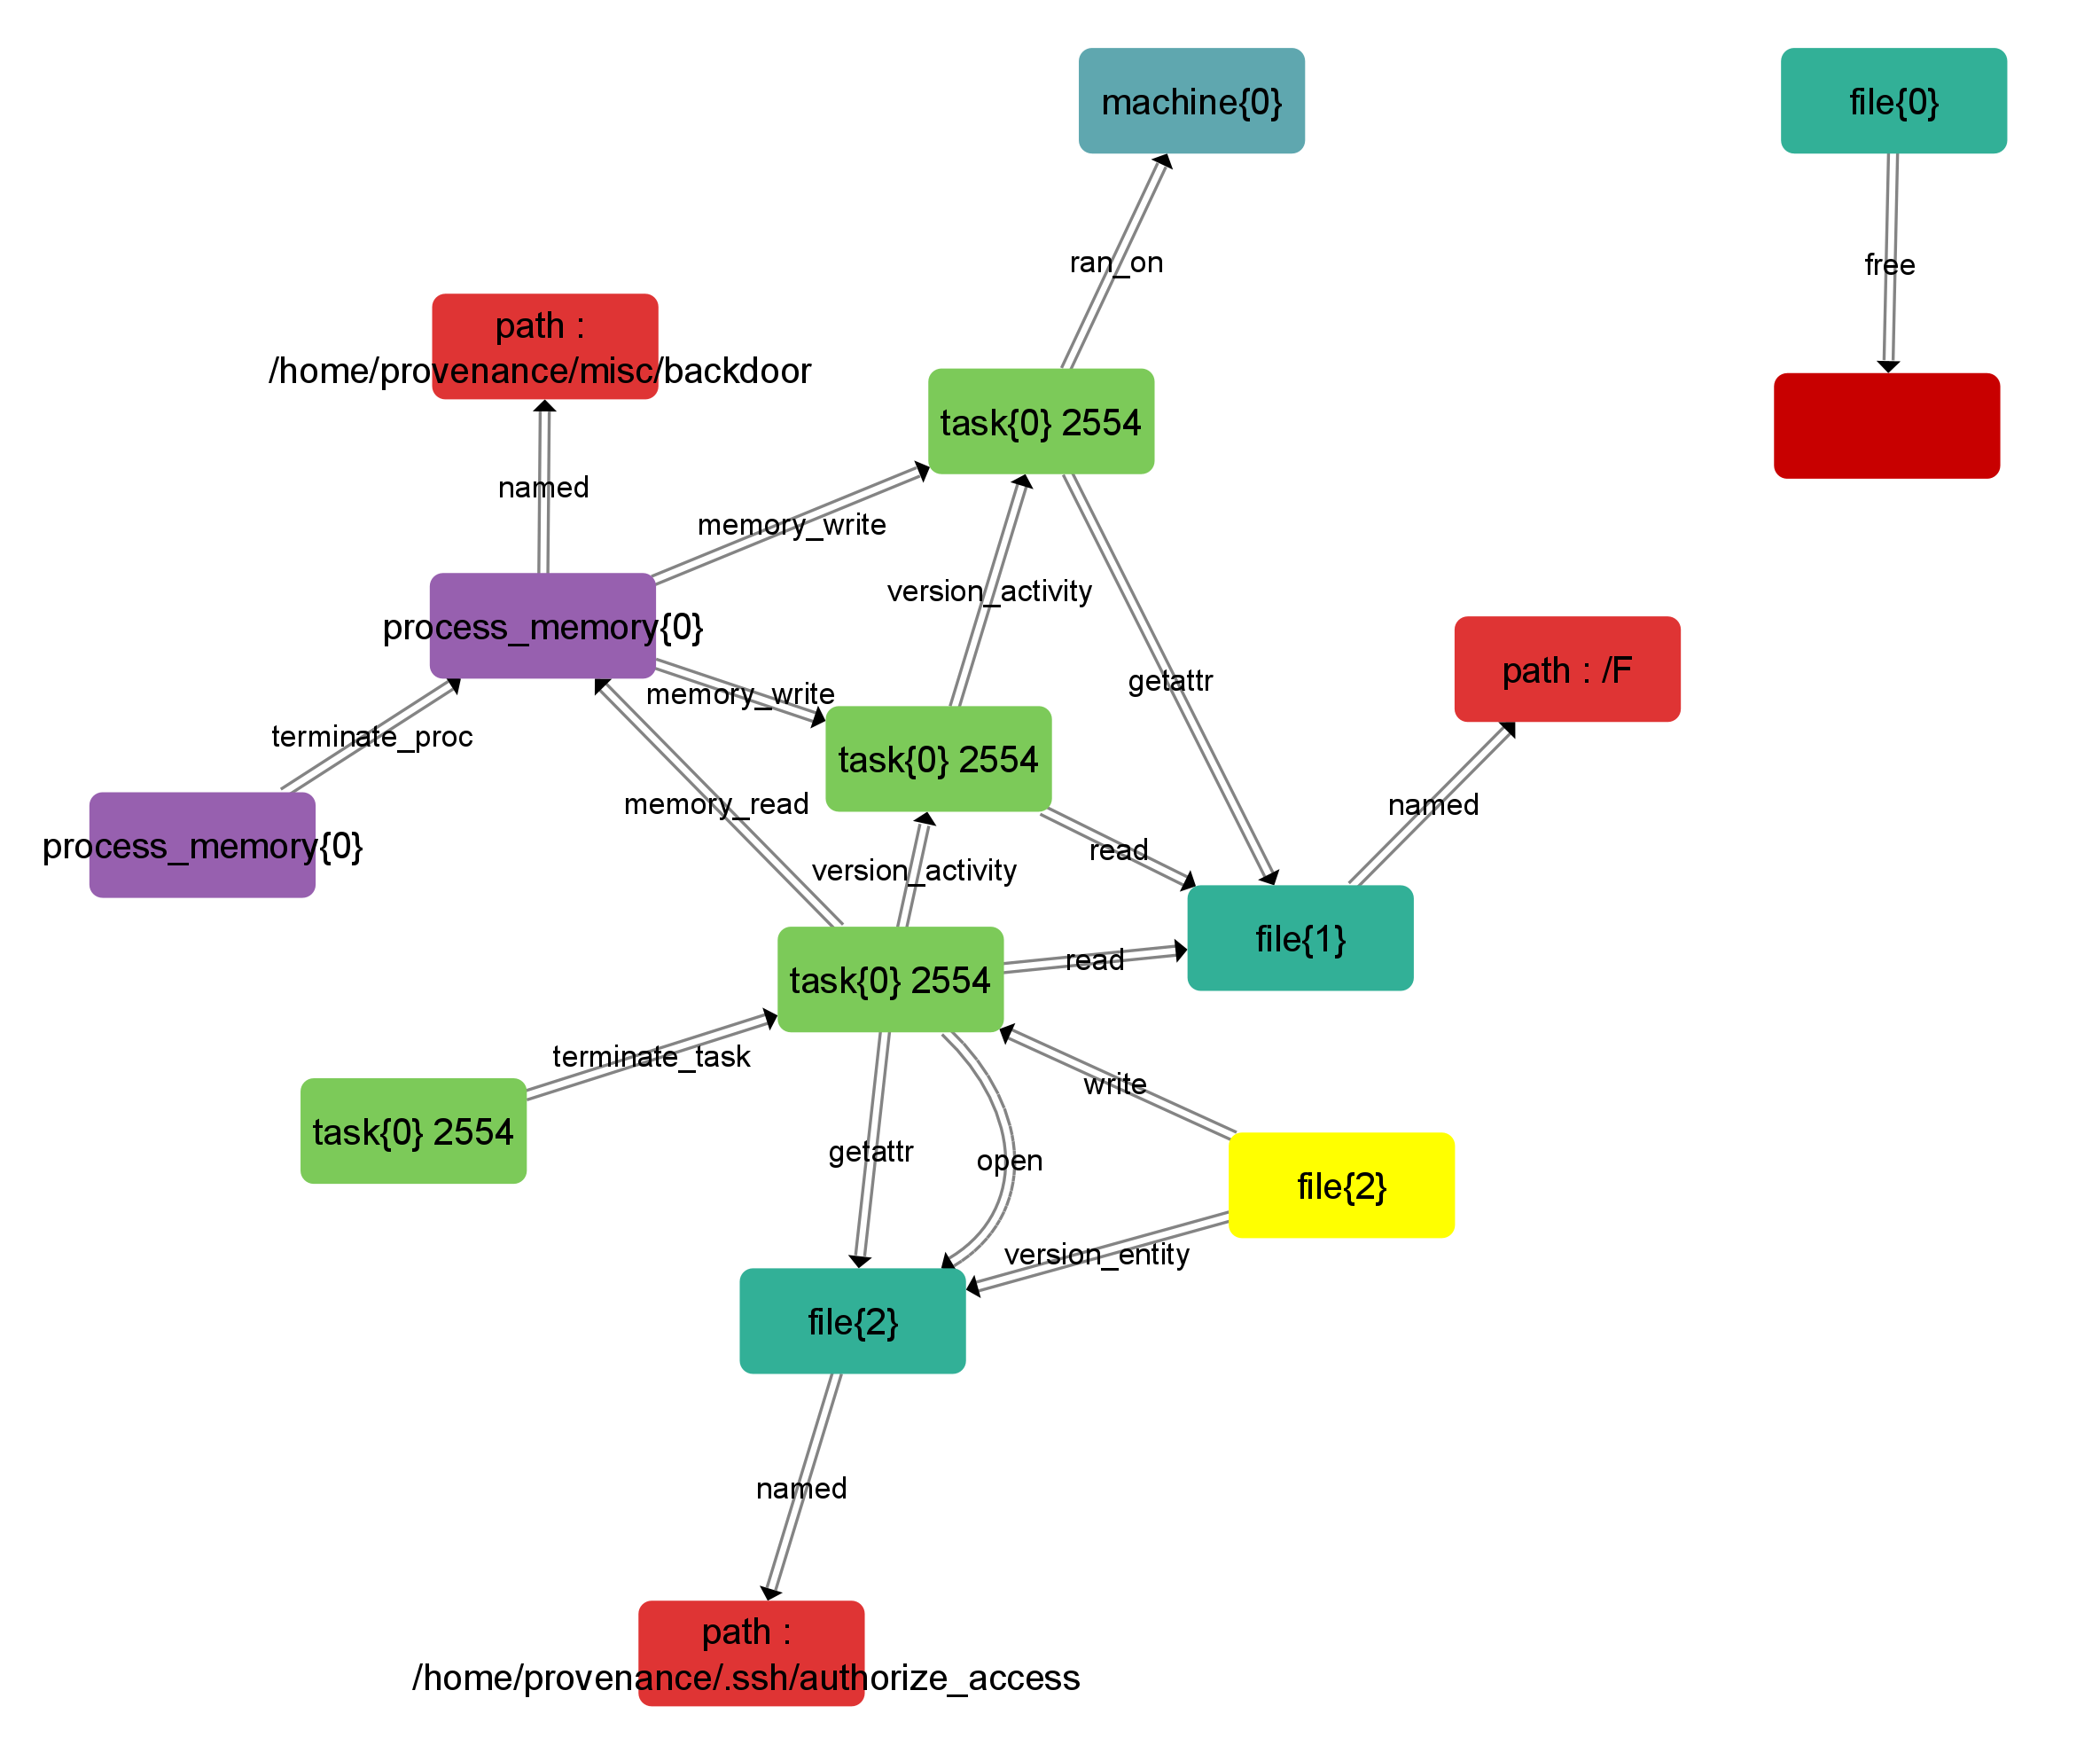 machine{0}
file{0}
ran_on
free
path :
/home/provenance/misc/backdoor
task{0} 2554
named
memory_write
version_activity
process_memory{0}
path : /F
getattr
memory_write
terminate_proc
task{0} 2554
memory_read
named
process_memory{0}
read
version_activity
file{1}
read
task{0} 2554
terminate_task
write
task{0} 2554
getattr
open
file{2}
version_entity
file{2}
named
path :
/home/provenance/.ssh/authorize_access